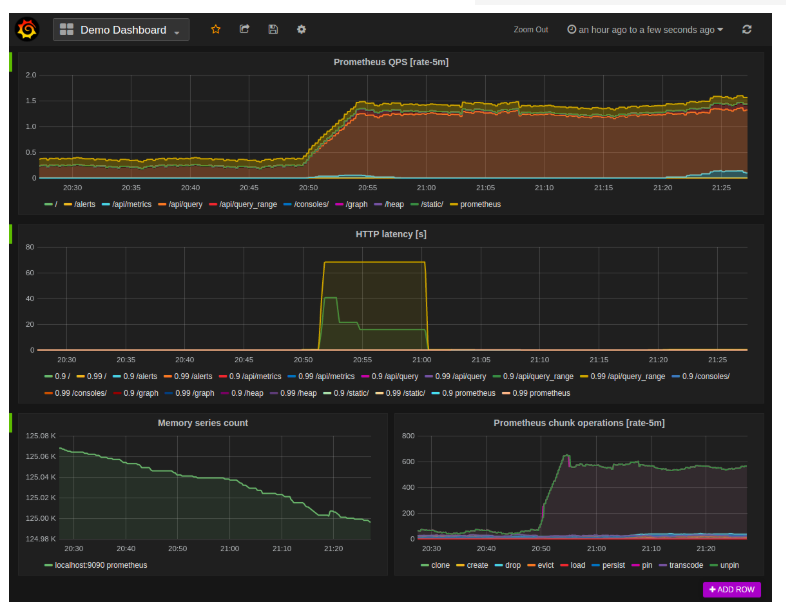 Demo Dashboard
Zoom Out
an hour ago to a few seconds ago
Prometheus QPS [rate-5m]
2.0
1.5
1.0
0.5
0
20:30 20:35 20:40 20:45 20:50 20:55 21:00 21:05 21:10 21:15 21:20 21:25
/ /alerts /api/metrics /api/query /api/query_range /consoles/ /graph /heap /static/ prometheus
HTTP latency [s]
80
60
40
20
0
20:30 20:35 20:40 20:45 20:50 20:55 21:00 21:05 21:10 21:15 21:20 21:25
0.9 / 0.99 / 0.9 /alerts 0.99 /alerts 0.9 /api/metrics 0.99 /api/metrics 0.9 /api/query 0.99 /api/query 0.9 /api/query_range 0.99 /api/query_range 0.9 /consoles/
0.99 /consoles/ 0.9 /graph 0.99 /graph 0.9 /heap 0.99 /heap 0.9 /static/ 0.99 /static/ 0.9 prometheus 0.99 prometheus
Memory series count
125.08 K
125.06 K
125.04 K
125.02 K
125.00 K
124.98 K
20:30 20:40 20:50 21:00 21:10 21:20
localhost:9090 prometheus
Prometheus chunk operations [rate-5m]
800
600
400
200
0
20:30 20:40 20:50 21:00 21:10 21:20
clone create drop evict load persist pin transcode unpin
+ ADD ROW